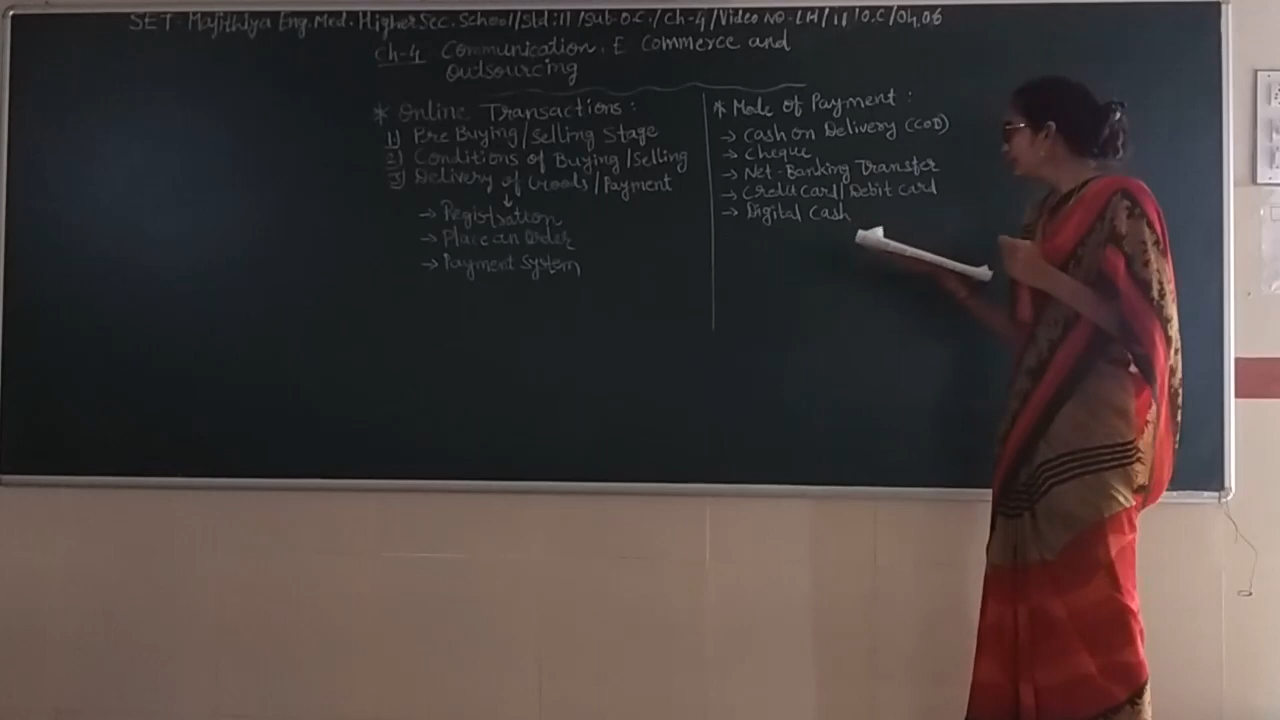 SET-Majithiya Eng.Med.Higher Sec. School/Std:11/Sub-O.C./Ch-4/Video No-LH/11/O.C/04,06
Ch-4 Communication, E Commerce and
Outsourcing
* Online Transactions:
1) Pre Buying/Selling Stage
2) Conditions of Buying/Selling
3) Delivery of Goods/Payment
↓
→ Registration
→ Place an Order
→ Payment System
* Mode of Payment:
→ Cash on Delivery (COD)
→ Cheque
→ Net-Banking Transfer
→ Credit Card/Debit Card
→ Digital Cash